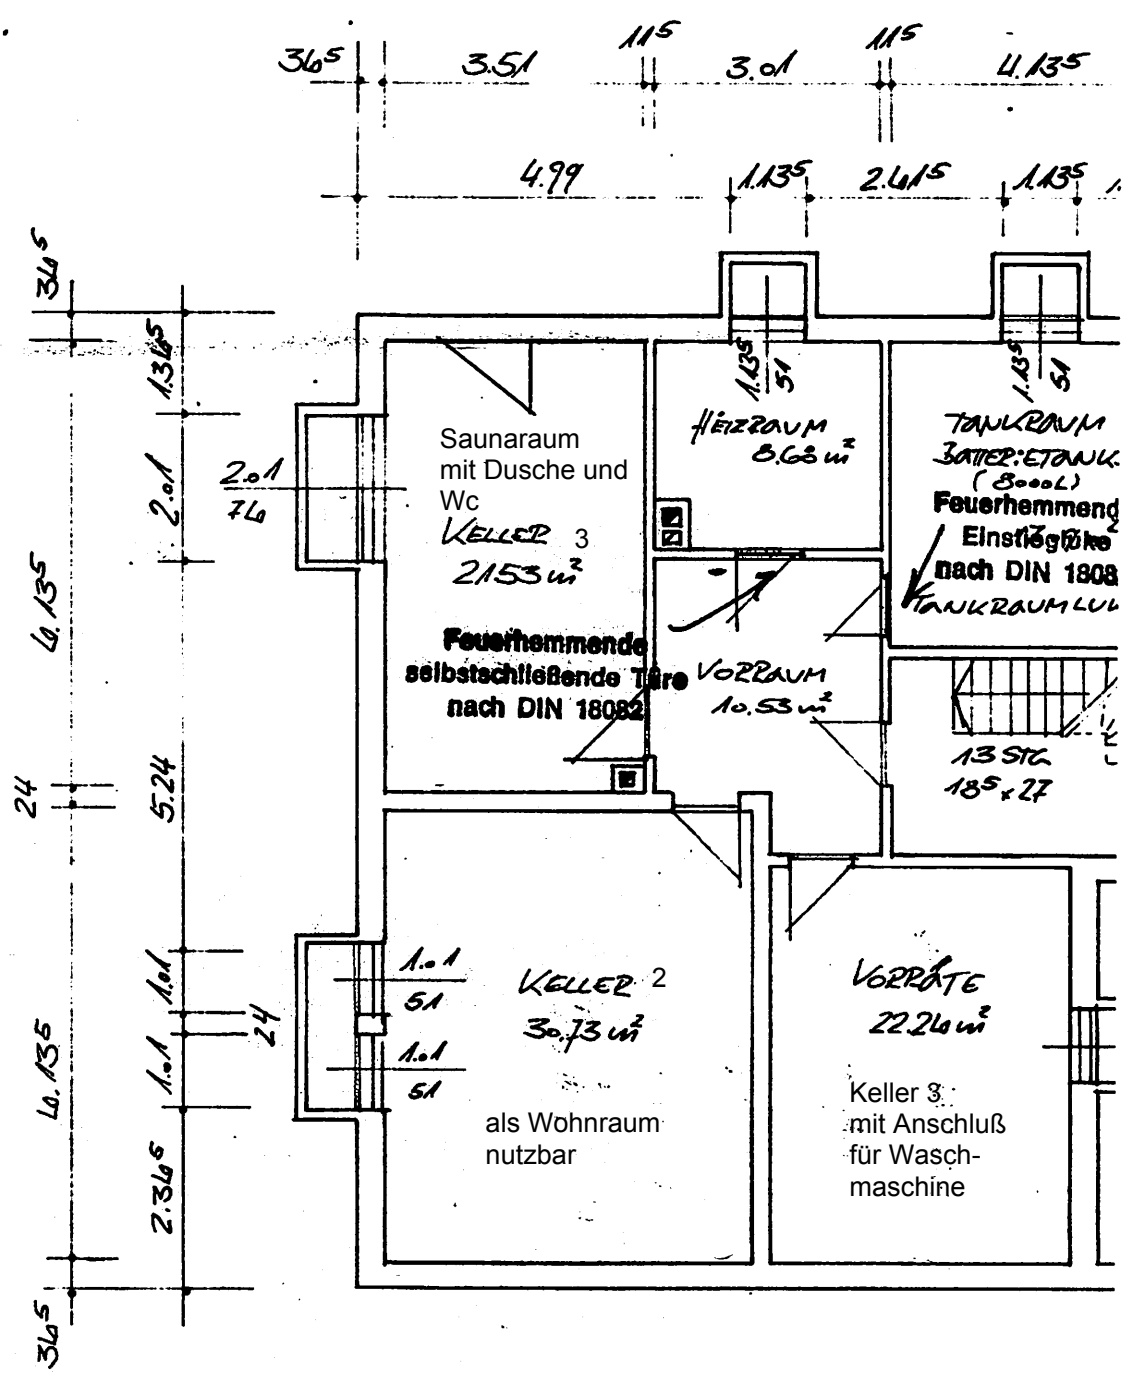 36⁵ 3.51 11⁵ 3.01 11⁵ 4.13⁵
4.99 1.13⁵ 2.61⁵ 1.13⁵ 1.
36⁵
1.36⁵
2.01
6.135
24
5.24
1.01
24
1.01
6.135
2.36⁵
36⁵
2.01
76
Saunaraum
mit Dusche und
Wc
KELLER 3
21.53 m²
Feuerhemmende
selbstschließende Türe
nach DIN 18082
1.13⁵
51
HEIZRAUM
8.68 m²
1.13⁵
51
TANKRAUM
BATTERIETANK.
(8000L)
Feuerhemmend
Einstiegluke
nach DIN 1808
TANKRAUMLUK
VORRAUM
10.53 m²
13 STG
18⁵ x 27
1.01
51
1.01
51
KELLER 2
30.73 m²
als Wohnraum
nutzbar
VORRÄTE
22.26 m²
Keller 3
mit Anschluß
für Wasch-
maschine